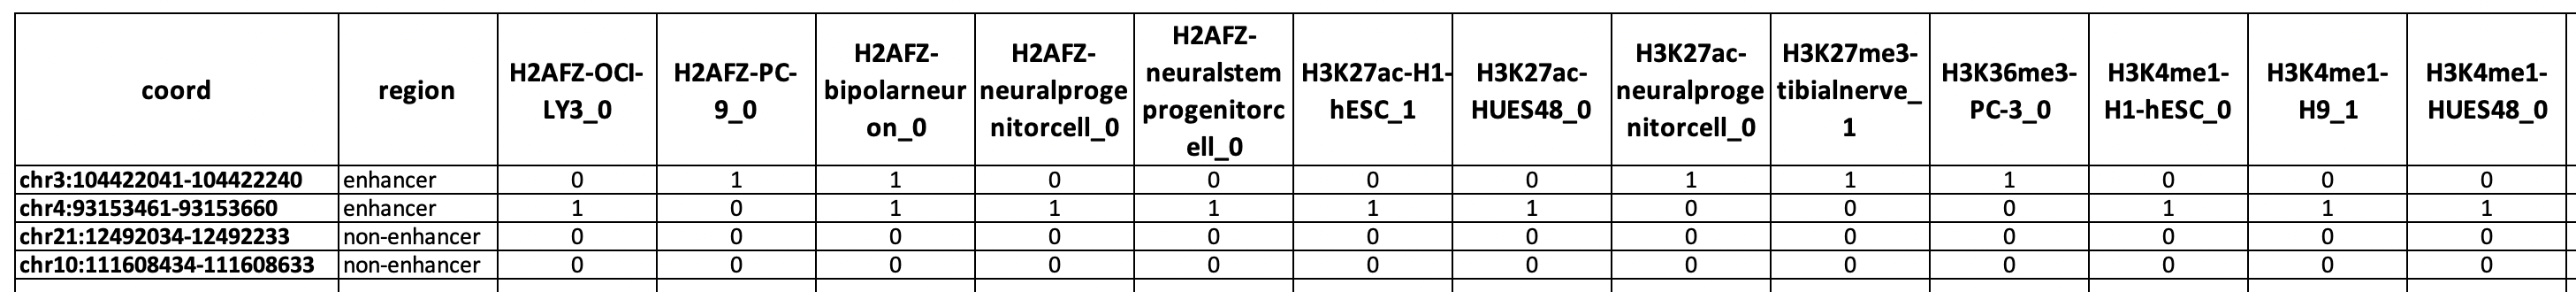 coord region H2AFZ-OCI-LY3_0 H2AFZ-PC-9_0 H2AFZ-bipolarneuron_0 H2AFZ-neuralprogenitorcell_0 H2AFZ-neuralstemprogenitorcell_0 H3K27ac-H1-hESC_1 H3K27ac-HUES48_0 H3K27ac-neuralprogenitorcell_0 H3K27me3-tibialnerve_1 H3K36me3-PC-3_0 H3K4me1-H1-hESC_0 H3K4me1-H9_1 H3K4me1-HUES48_0
chr3:104422041-104422240 enhancer 0 1 1 0 0 0 0 1 1 1 0 0 0
chr4:93153461-93153660 enhancer 1 0 1 1 1 1 1 0 0 0 1 1 1
chr21:12492034-12492233 non-enhancer 0 0 0 0 0 0 0 0 0 0 0 0 0
chr10:111608434-111608633 non-enhancer 0 0 0 0 0 0 0 0 0 0 0 0 0